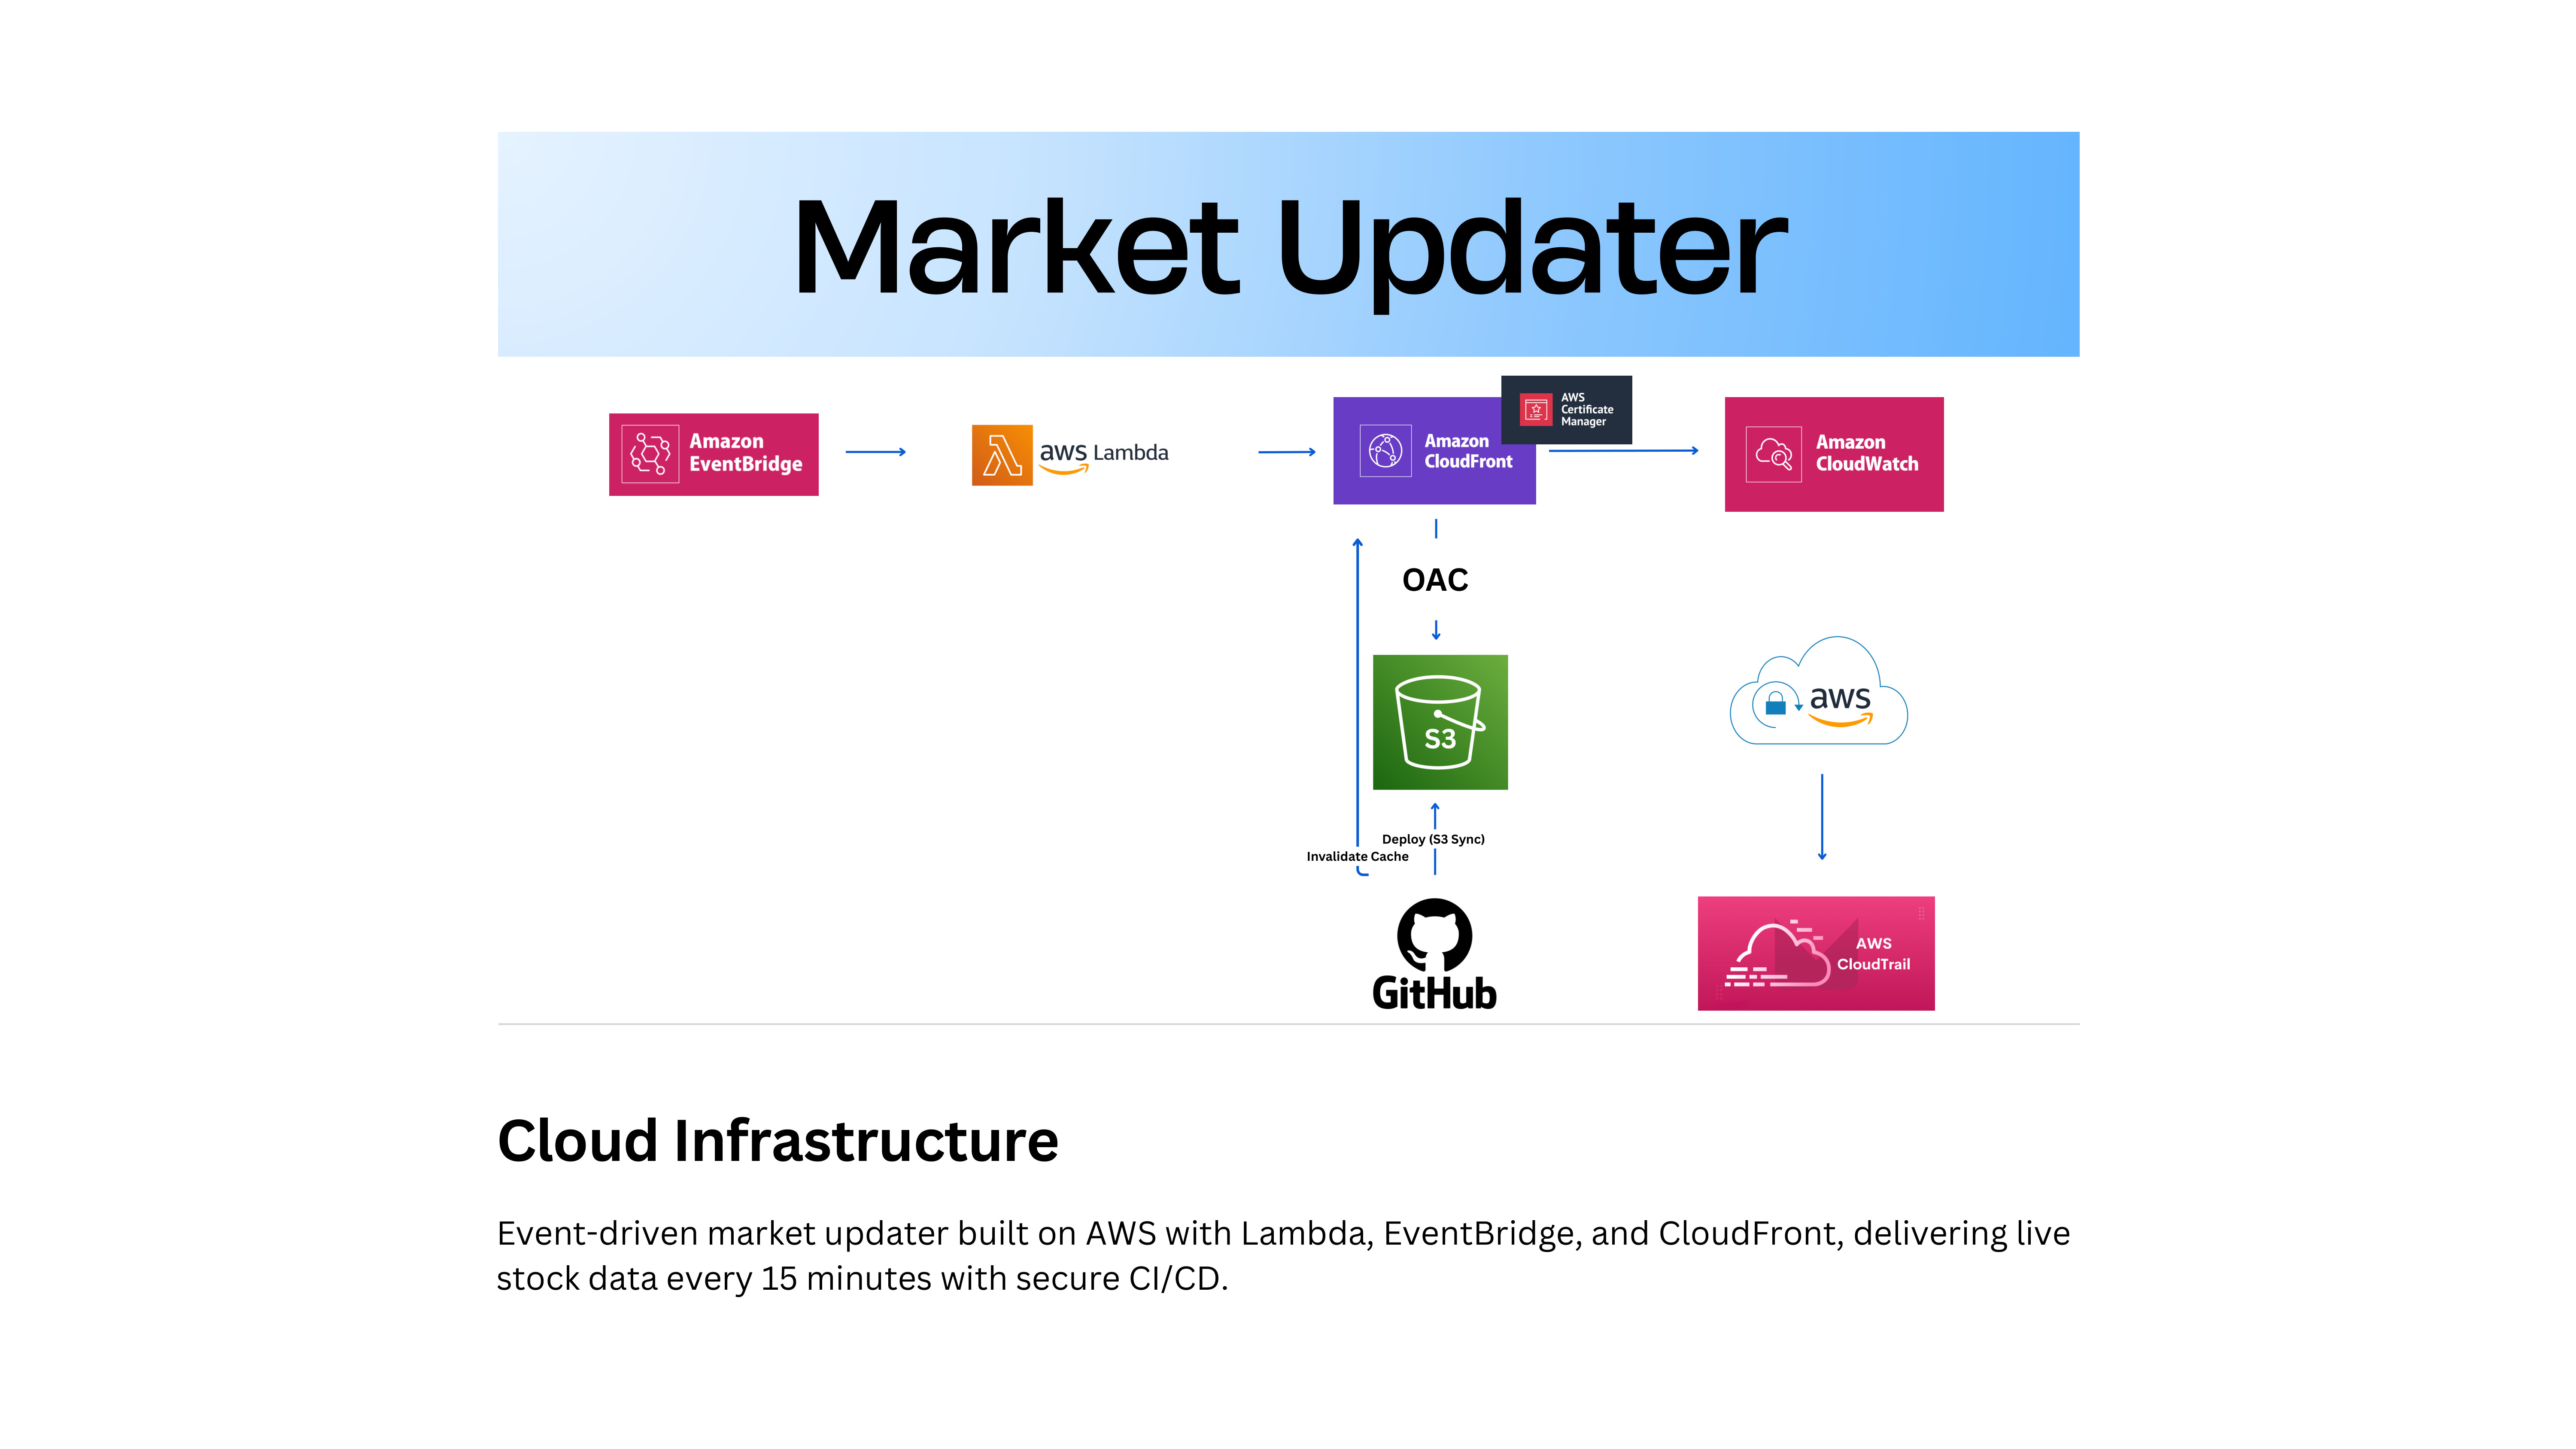 Market Updater
Amazon
EventBridge
aws Lambda
Amazon
CloudFront
AWS
Certificate
Manager
Amazon
CloudWatch
OAC
S3
aws
Deploy (S3 Sync)
Invalidate Cache
GitHub
AWS
CloudTrail
Cloud Infrastructure
Event-driven market updater built on AWS with Lambda, EventBridge, and CloudFront, delivering live
stock data every 15 minutes with secure CI/CD.